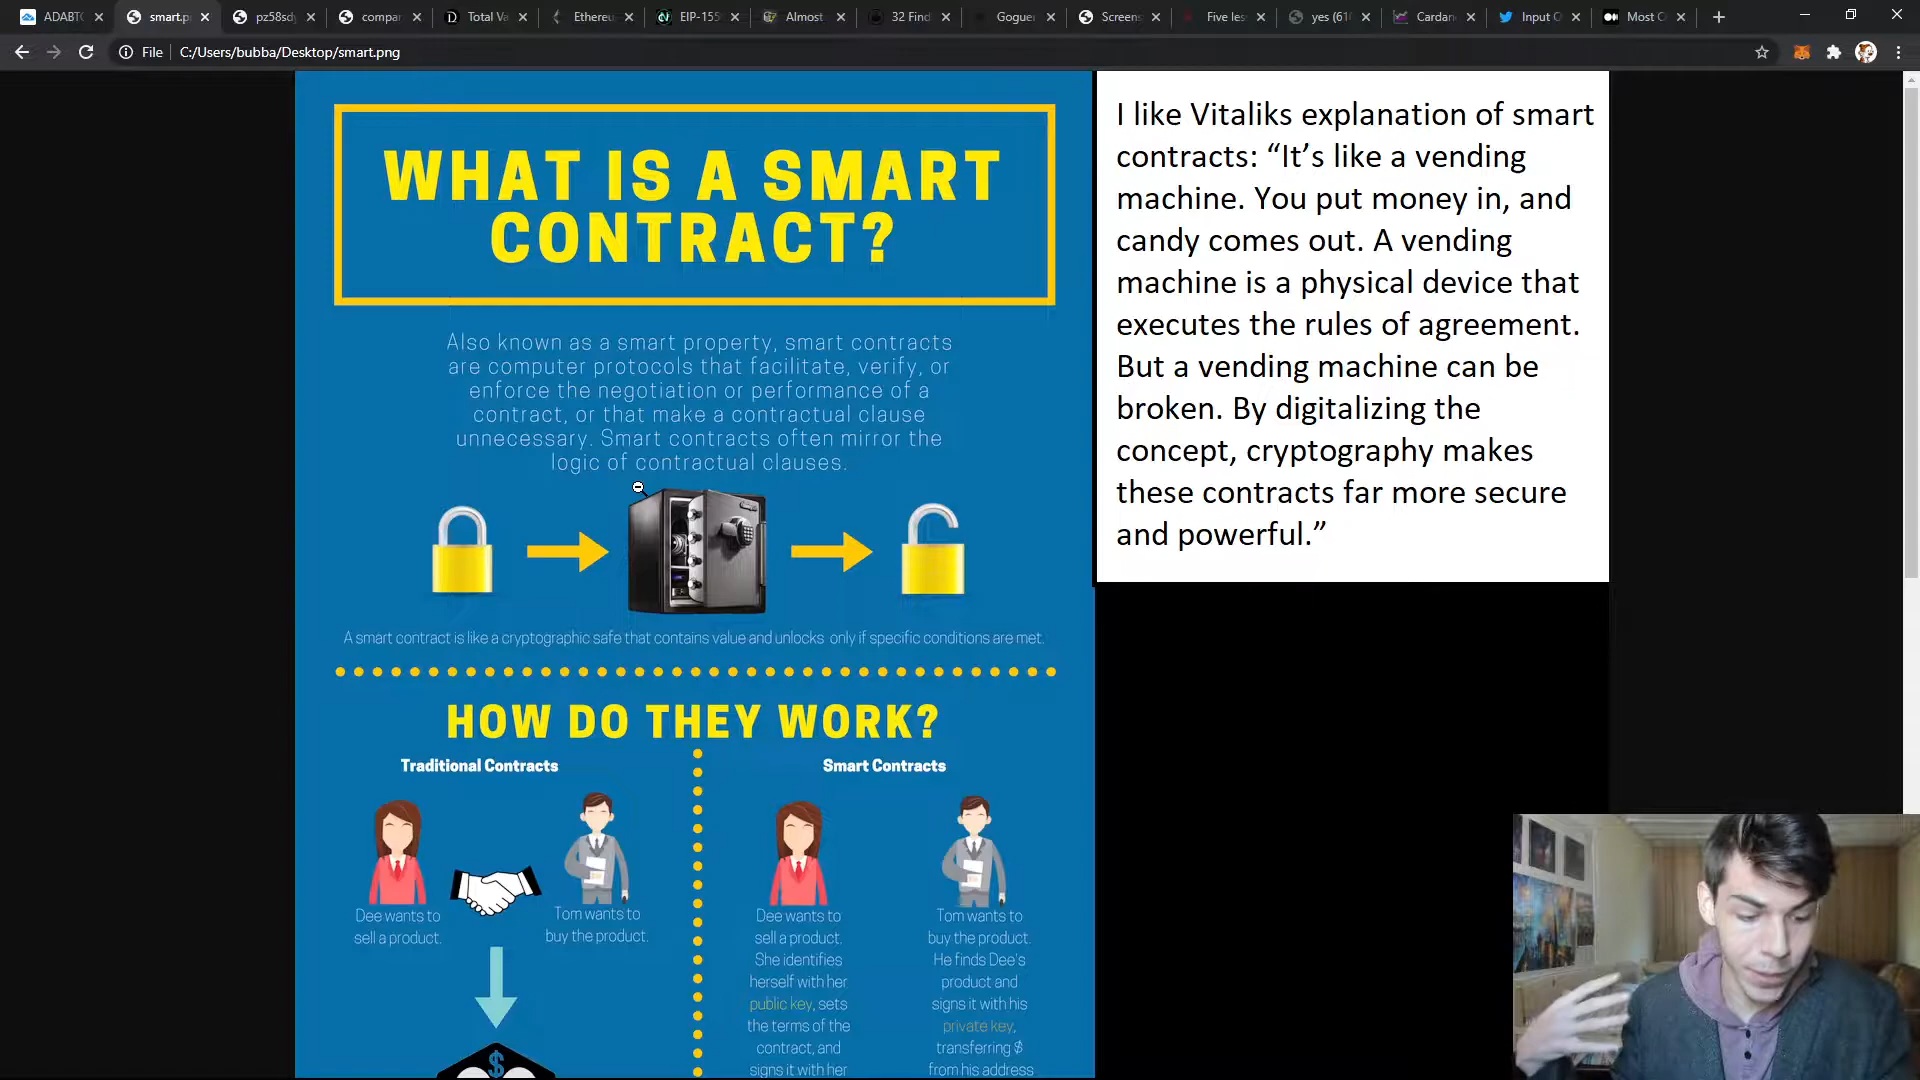 ADABTC
smart.p
pz58sdy
compar
Total Va
Ethereu
EIP-155
Almost
32 Find
Goguen
Screens
Five les
yes (61
Cardan
Input O
Most C
File
C:/Users/bubba/Desktop/smart.png
WHAT IS A SMART
CONTRACT?
Also known as a smart property, smart contracts
are computer protocols that facilitate, verify, or
enforce the negotiation or performance of a
contract, or that make a contractual clause
unnecessary. Smart contracts often mirror the
logic of contractual clauses.
A smart contract is like a cryptographic safe that contains value and unlocks only if specific conditions are met.
HOW DO THEY WORK?
Traditional Contracts
Dee wants to
sell a product.
Tom wants to
buy the product.
$
Smart Contracts
Dee wants to
sell a product.
She identifies
herself with her
public key, sets
the terms of the
contract, and
signs it with her
Tom wants to
buy the product.
He finds Dee's
product and
signs it with his
private key,
transferring $
from his address
I like Vitaliks explanation of smart
contracts: “It’s like a vending
machine. You put money in, and
candy comes out. A vending
machine is a physical device that
executes the rules of agreement.
But a vending machine can be
broken. By digitalizing the
concept, cryptography makes
these contracts far more secure
and powerful.”